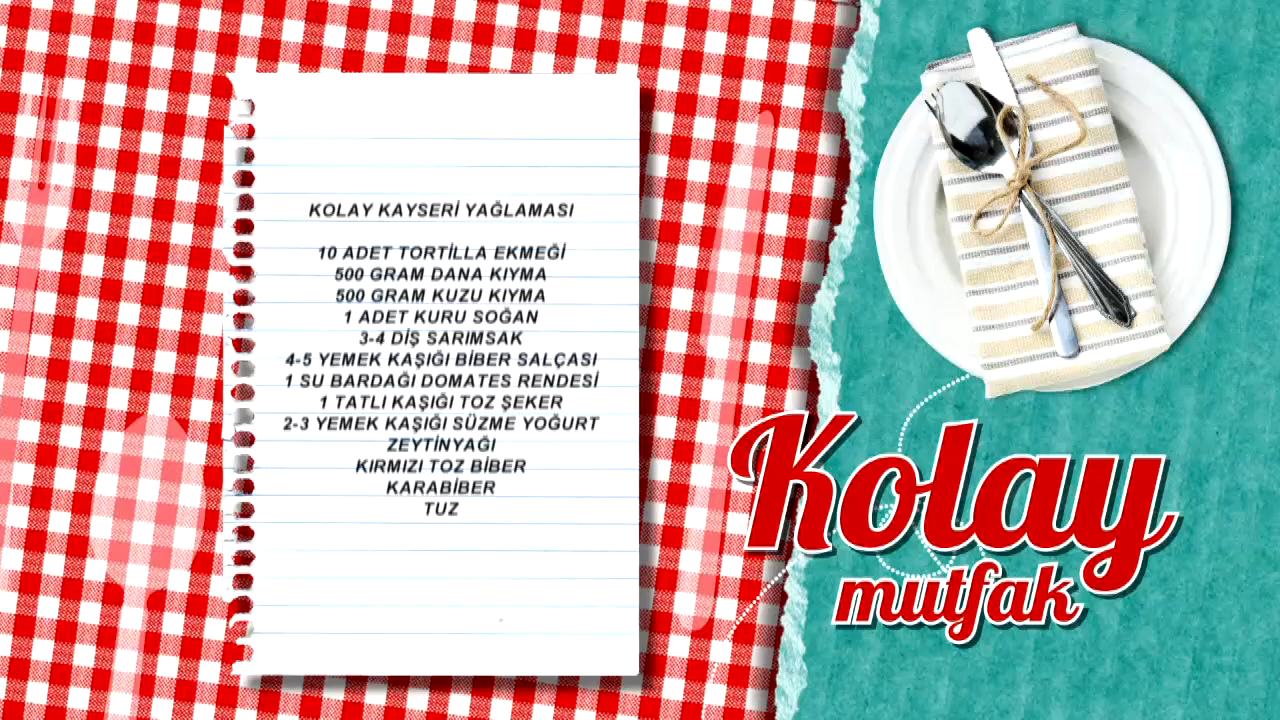 KOLAY KAYSERİ YAĞLAMASI
10 ADET TORTİLLA EKMEĞİ
500 GRAM DANA KIYMA
500 GRAM KUZU KIYMA
1 ADET KURU SOĞAN
3-4 DİŞ SARIMSAK
4-5 YEMEK KAŞIĞI BİBER SALÇASI
1 SU BARDAĞI DOMATES RENDESİ
1 TATLI KAŞIĞI TOZ ŞEKER
2-3 YEMEK KAŞIĞI SÜZME YOĞURT
ZEYTİNYAĞI
KIRMIZI TOZ BİBER
KARABİBER
TUZ
Kolay
mutfak